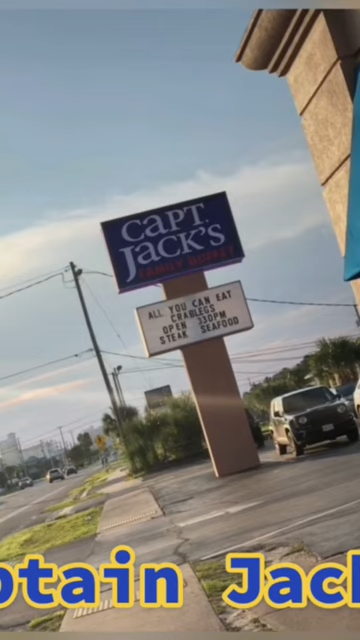 CAPT.
JACK'S
FAMILY BUFFET
ALL YOU CAN EAT
CRABLEGS
OPEN 330PM
STEAK SEAFOOD
ptain Jack